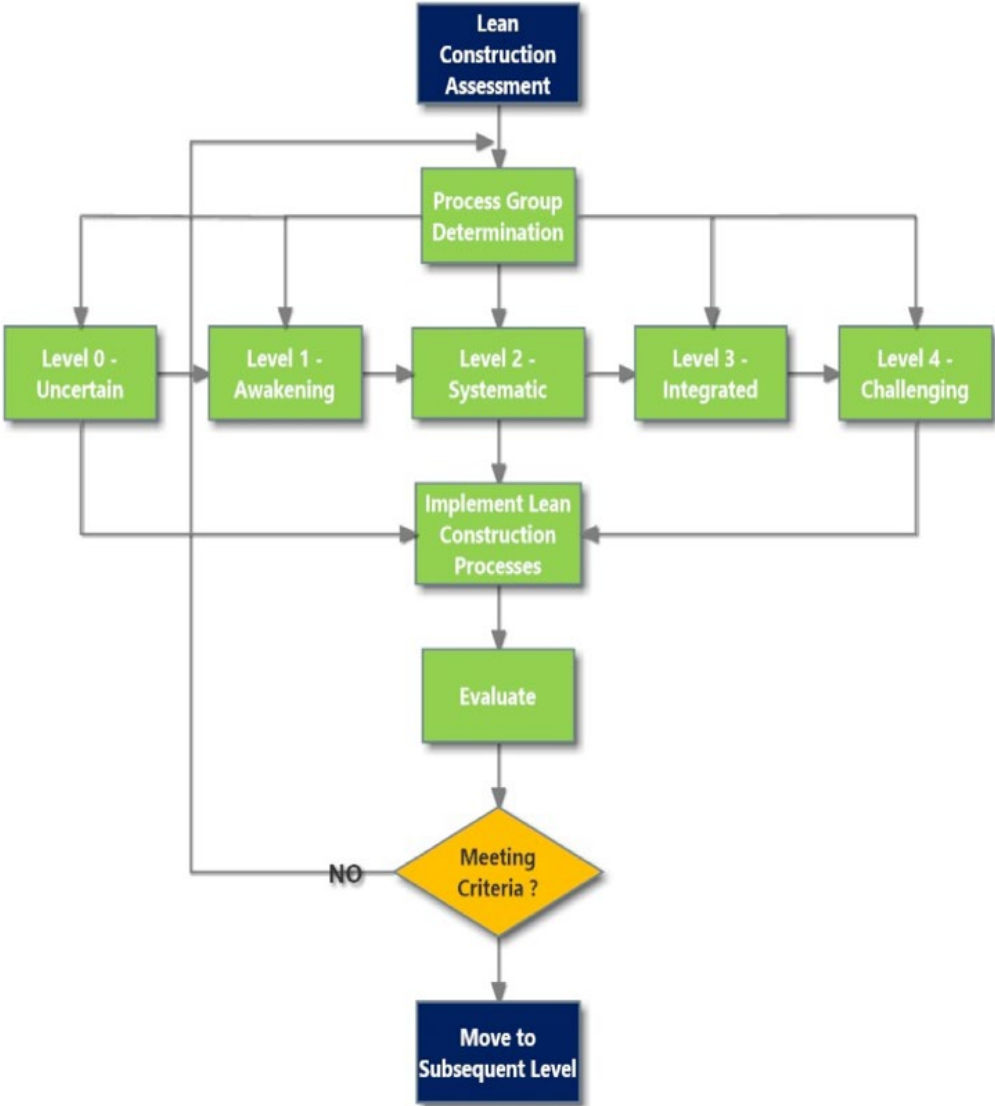 Lean
Construction
Assessment
Process Group
Determination
Level 0 -
Uncertain
Level 1 -
Awakening
Level 2 -
Systematic
Level 3 -
Integrated
Level 4 -
Challenging
Implement Lean
Construction
Processes
Evaluate
Meeting
Criteria ?
NO
Move to
Subsequent Level